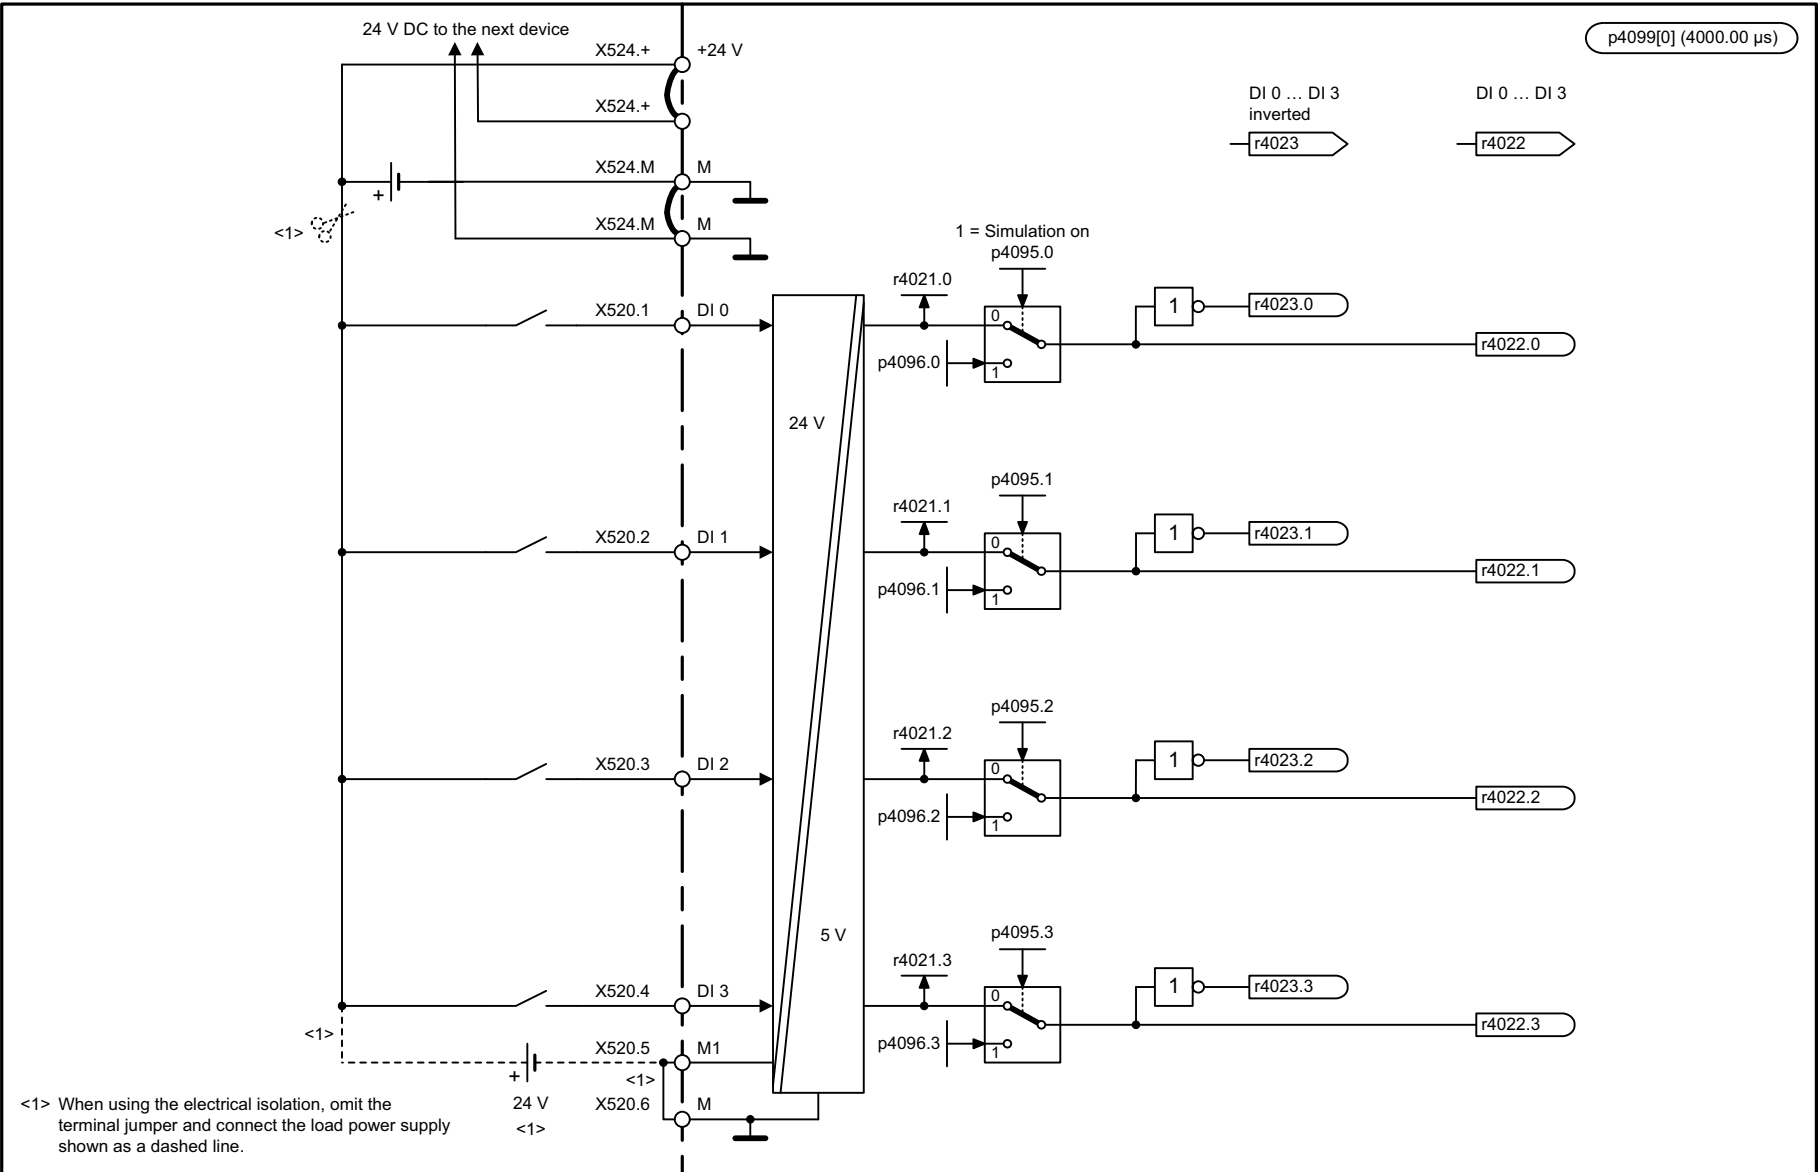 24 V DC to the next device
X524.+
+24 V
p4099[0] (4000.00 µs)
X524.+
DI 0 … DI 3
inverted
DI 0 … DI 3
r4023
r4022
X524.M
M
+
<1>
X524.M
M
1 = Simulation on
p4095.0
r4021.0
X520.1
DI 0
0
1
r4023.0
r4022.0
p4096.0
1
24 V
p4095.1
r4021.1
X520.2
DI 1
0
1
r4023.1
r4022.1
p4096.1
1
p4095.2
r4021.2
X520.3
DI 2
0
1
r4023.2
r4022.2
p4096.2
1
5 V
p4095.3
r4021.3
X520.4
DI 3
0
1
r4023.3
r4022.3
p4096.3
1
<1>
X520.5
M1
+
<1>
24 V
<1>
X520.6
M
<1> When using the electrical isolation, omit the
terminal jumper and connect the load power supply
shown as a dashed line.